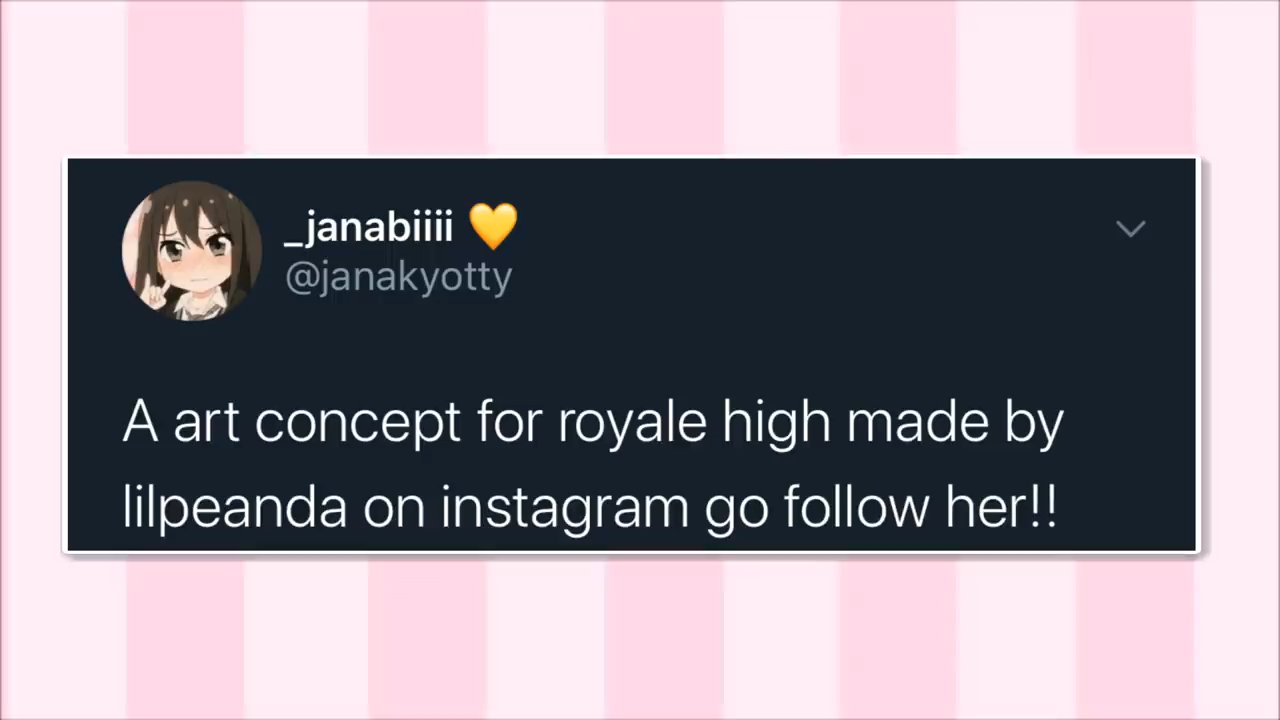 _janabiiii 💛
@janakyotty
A art concept for royale high made by
lilpeanda on instagram go follow her!!